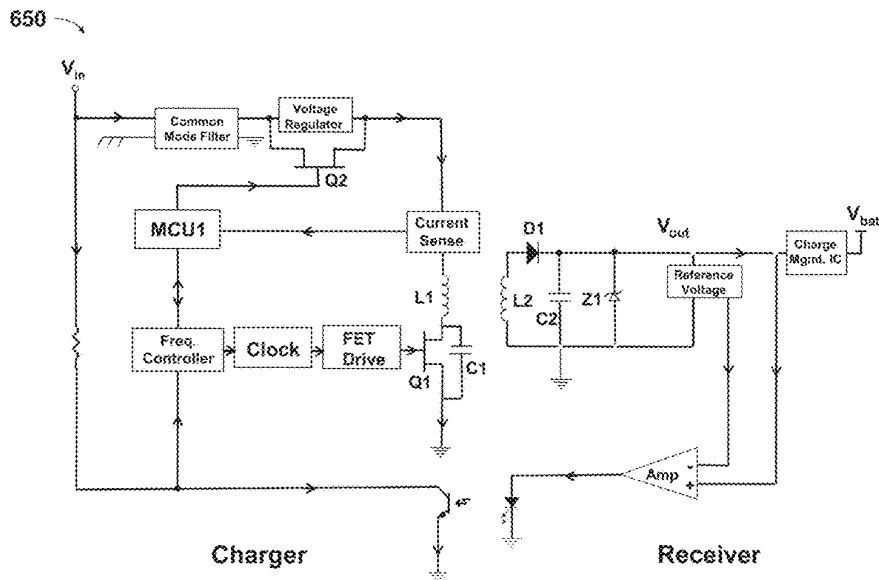 650
Vin
Common
Mode Filter
Voltage
Regulator
Q2
MCU1
Current
Sense
L1
Freq.
Controller
Clock
FET
Drive
Q1
C1
D1
L2
C2
Z1
Vout
Reference
Voltage
Charge
Mgmt. IC
Vbat
Amp
-
+
Charger
Receiver